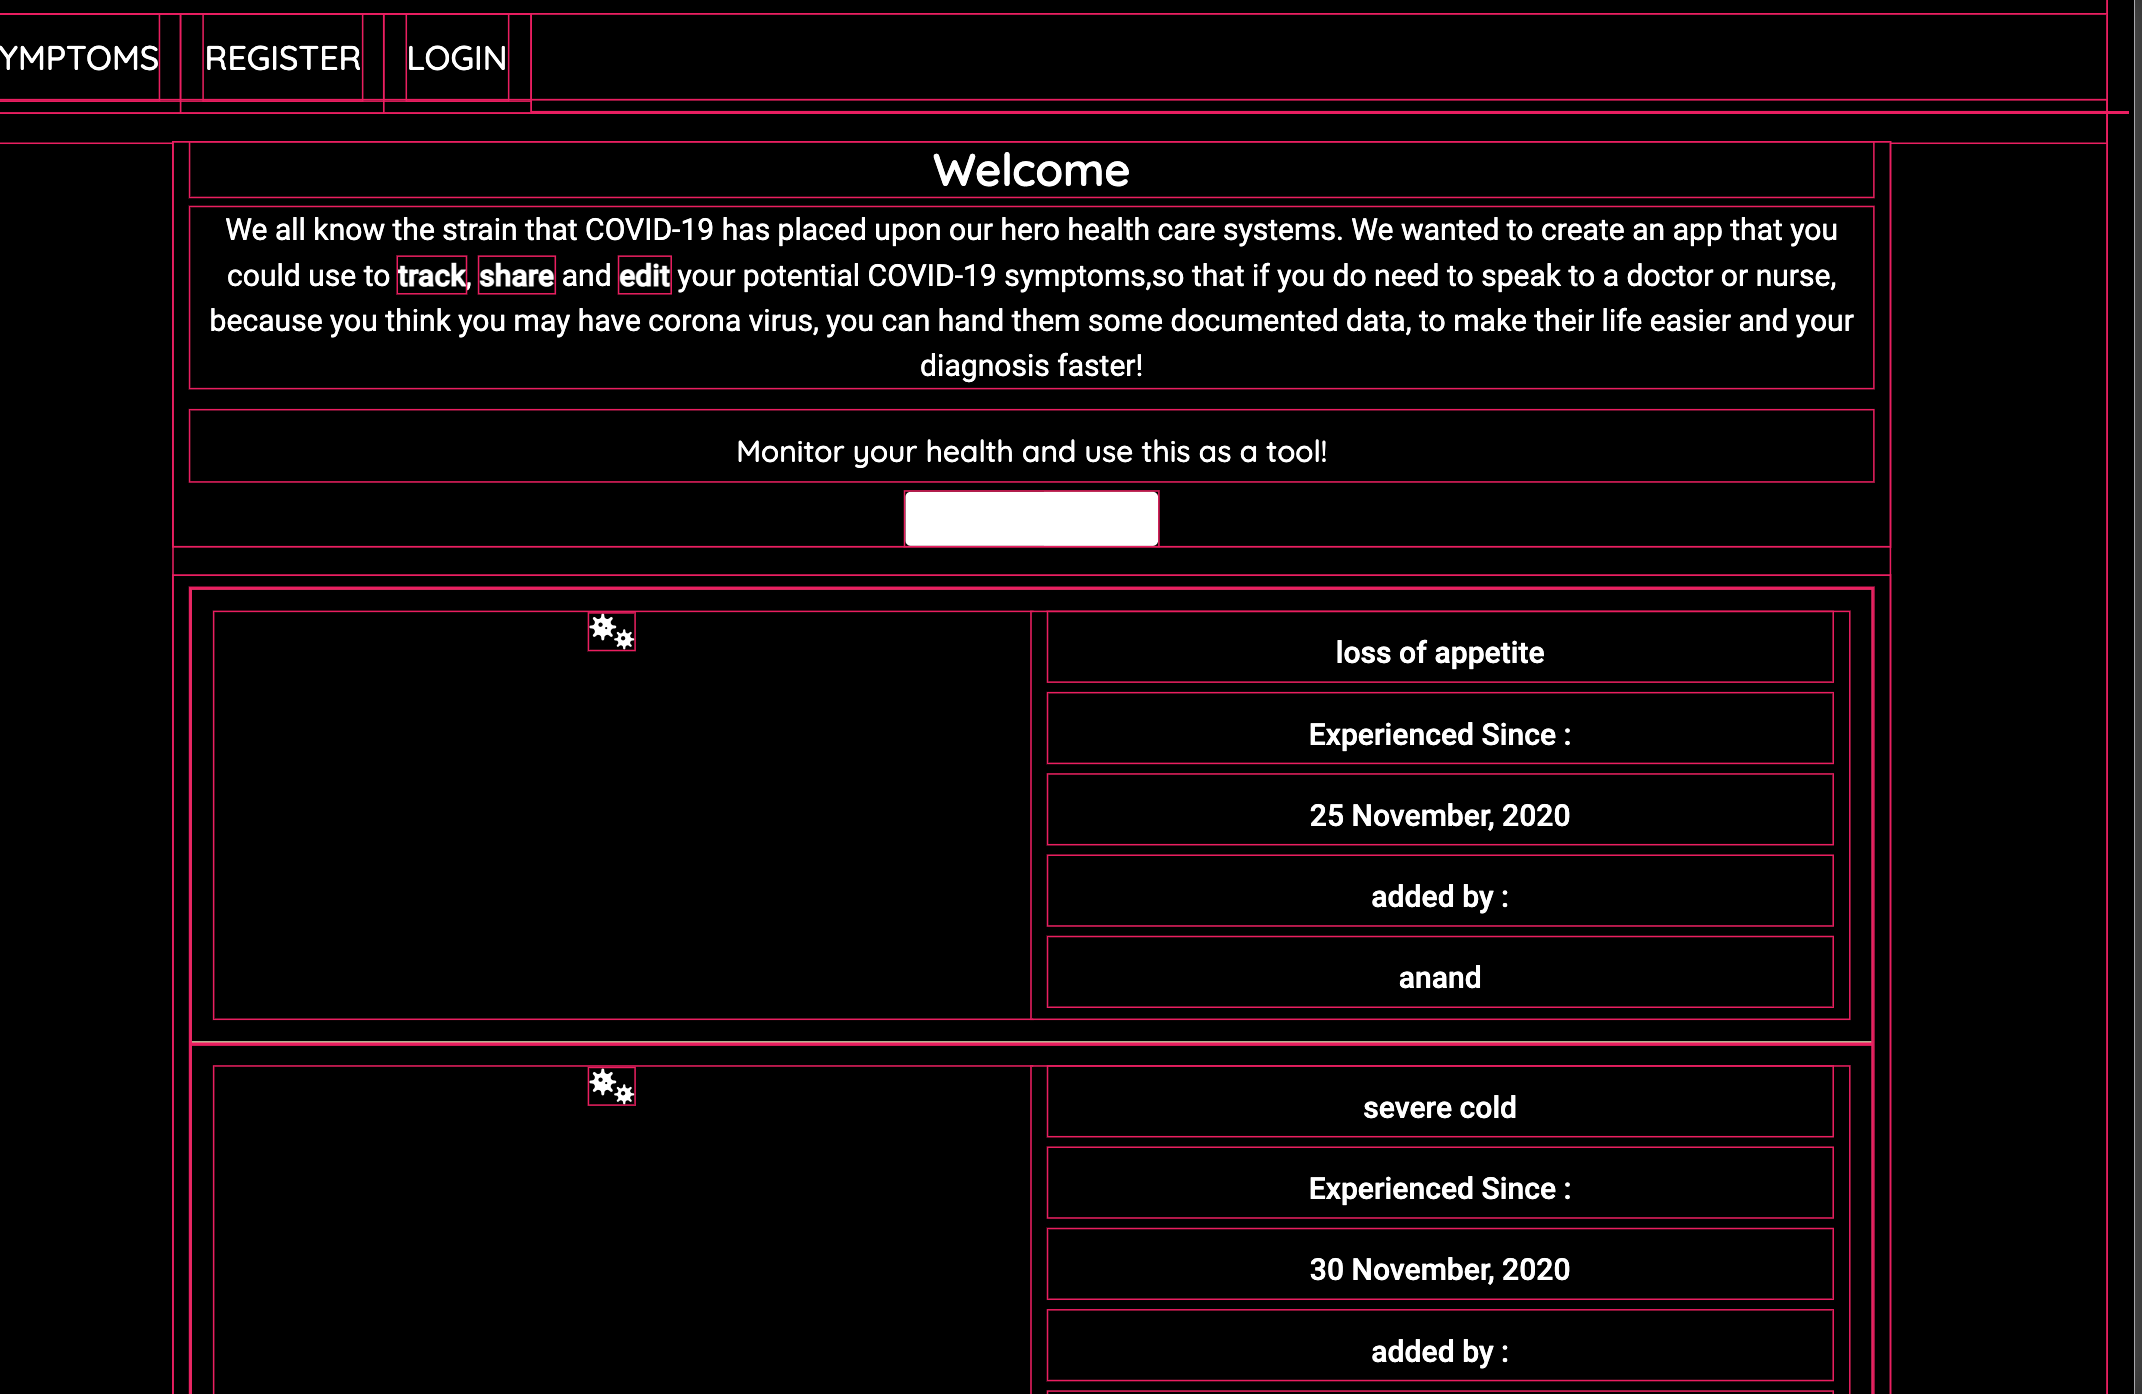 YMPTOMS REGISTER LOGIN
Welcome
We all know the strain that COVID-19 has placed upon our hero health care systems. We wanted to create an app that you
could use to track, share and edit your potential COVID-19 symptoms,so that if you do need to speak to a doctor or nurse,
because you think you may have corona virus, you can hand them some documented data, to make their life easier and your
diagnosis faster!
Monitor your health and use this as a tool!
loss of appetite
Experienced Since :
25 November, 2020
added by :
anand
severe cold
Experienced Since :
30 November, 2020
added by :